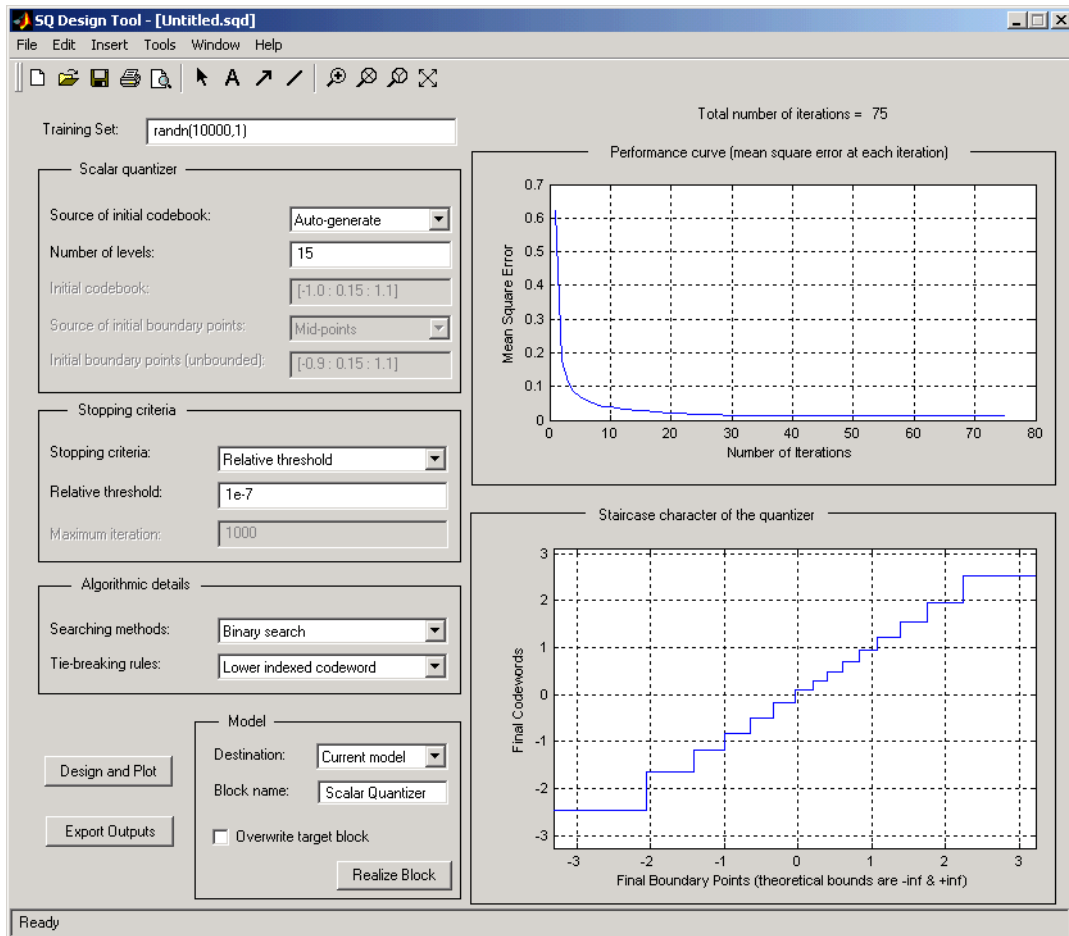 SQ Design Tool - [Untitled.sqd]
File Edit Insert Tools Window Help
A
Training Set: randn(10000,1)
Scalar quantizer
Source of initial codebook: Auto-generate
Number of levels: 15
Initial codebook: [-1.0 : 0.15 : 1.1]
Source of initial boundary points: Mid-points
Initial boundary points (unbounded): [-0.9 : 0.15 : 1.1]
Stopping criteria
Stopping criteria: Relative threshold
Relative threshold: 1e-7
Maximum iteration: 1000
Algorithmic details
Searching methods: Binary search
Tie-breaking rules: Lower indexed codeword
Design and Plot
Export Outputs
Model
Destination: Current model
Block name: Scalar Quantizer
Overwrite target block
Realize Block
Total number of iterations = 75
Performance curve (mean square error at each iteration)
Mean Square Error
0.7
0.6
0.5
0.4
0.3
0.2
0.1
0
0 10 20 30 40 50 60 70 80
Number of Iterations
Staircase character of the quantizer
Final Codewords
3
2
1
0
-1
-2
-3
-3 -2 -1 0 1 2 3
Final Boundary Points (theoretical bounds are -inf & +inf)
Ready